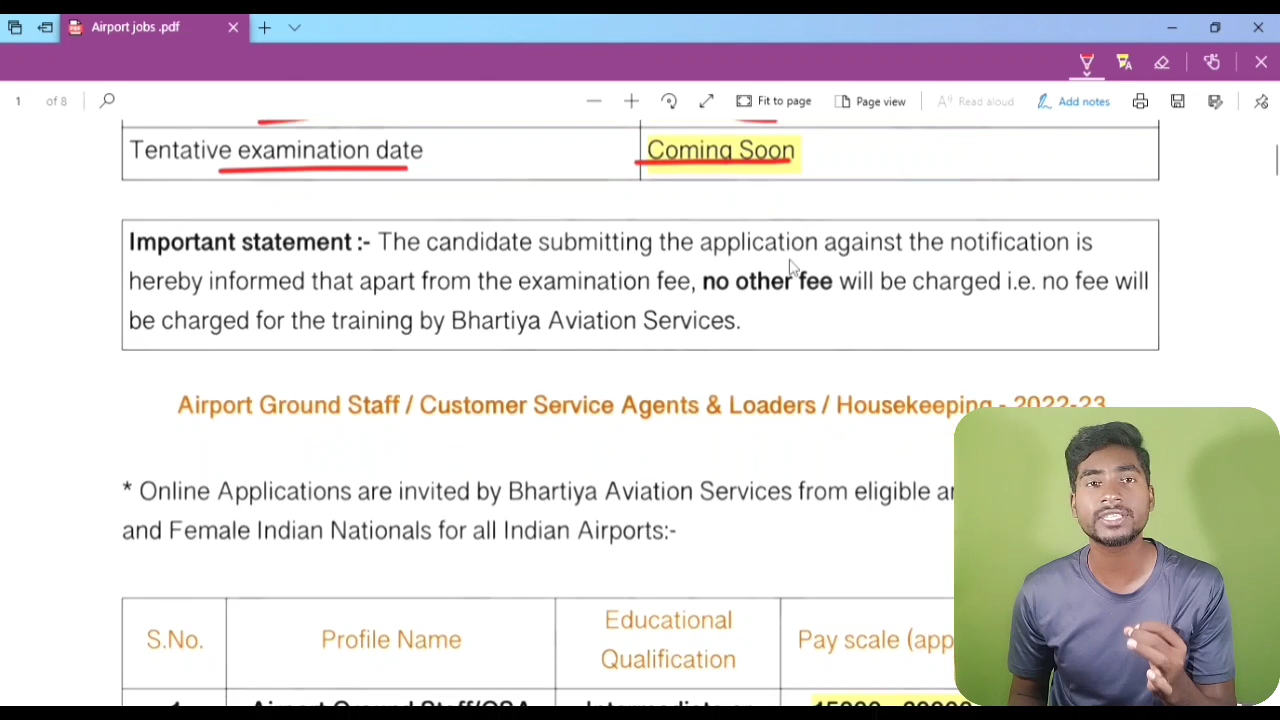 Airport jobs .pdf
1 of 8
Fit to page
Page view
Read aloud
Add notes
Tentative examination date
Coming Soon
Important statement :- The candidate submitting the application against the notification is
hereby informed that apart from the examination fee, no other fee will be charged i.e. no fee will
be charged for the training by Bhartiya Aviation Services.
Airport Ground Staff / Customer Service Agents & Loaders / Housekeeping - 2022-23
* Online Applications are invited by Bhartiya Aviation Services from eligible
and Female Indian Nationals for all Indian Airports:-
S.No.
Profile Name
Educational
Qualification
Pay scale (app